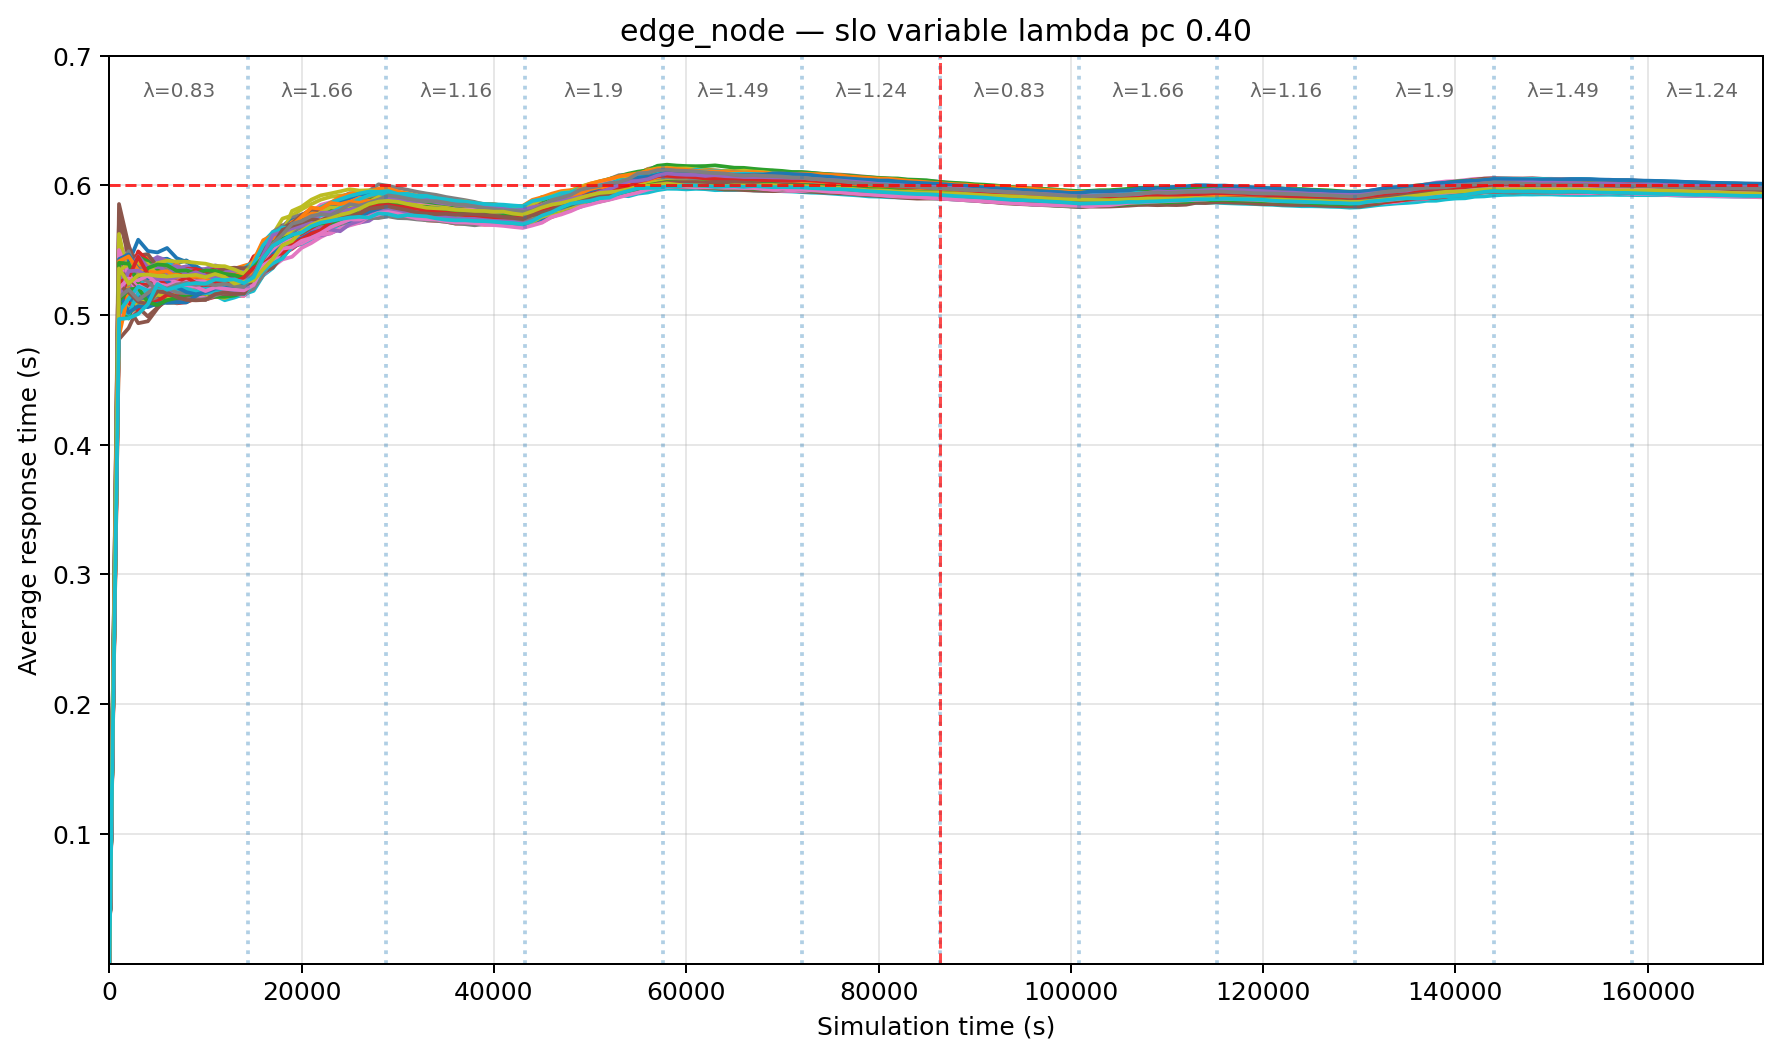 edge_node — slo variable lambda pc 0.40
λ=0.83 λ=1.66 λ=1.16 λ=1.9 λ=1.49 λ=1.24 λ=0.83 λ=1.66 λ=1.16 λ=1.9 λ=1.49 λ=1.24
0.7
0.6
0.5
0.4
0.3
0.2
0.1
Average response time (s)
0 20000 40000 60000 80000 100000 120000 140000 160000
Simulation time (s)